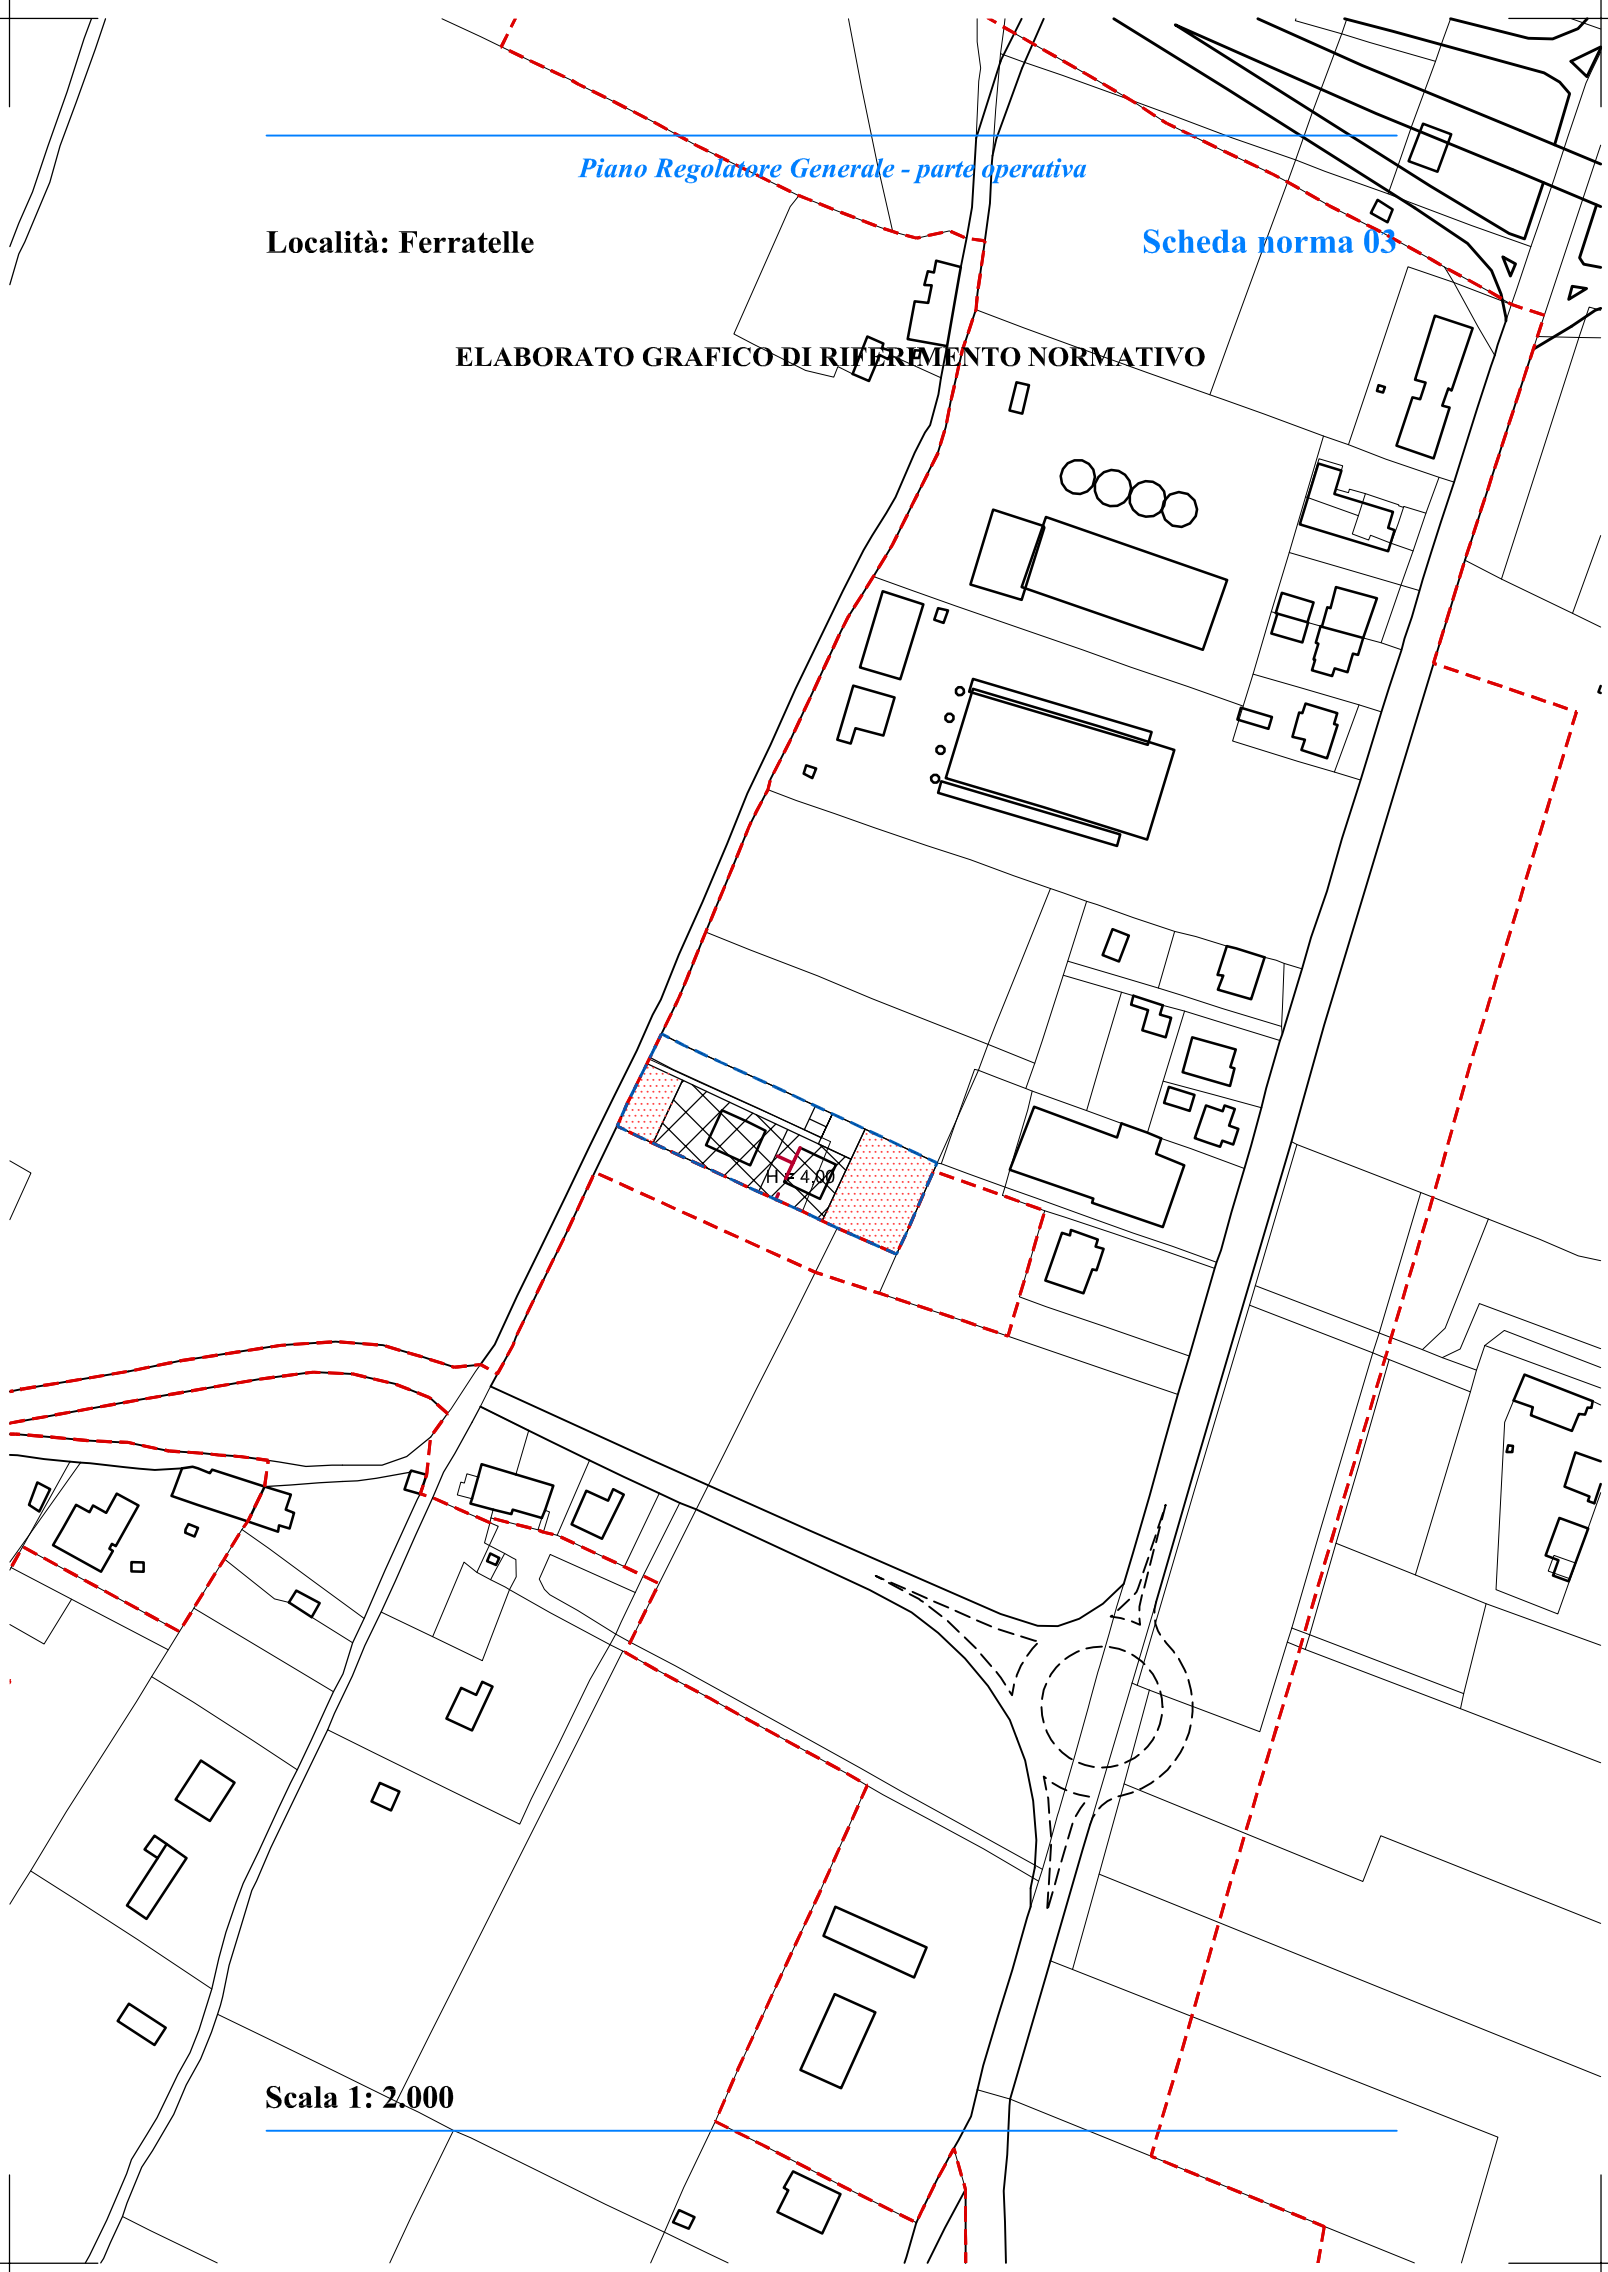 Piano Regolatore Generale - parte operativa
Località: Ferratelle
Scheda norma 03
ELABORATO GRAFICO DI RIFERIMENTO NORMATIVO
H = 4.00
Scala 1: 2.000